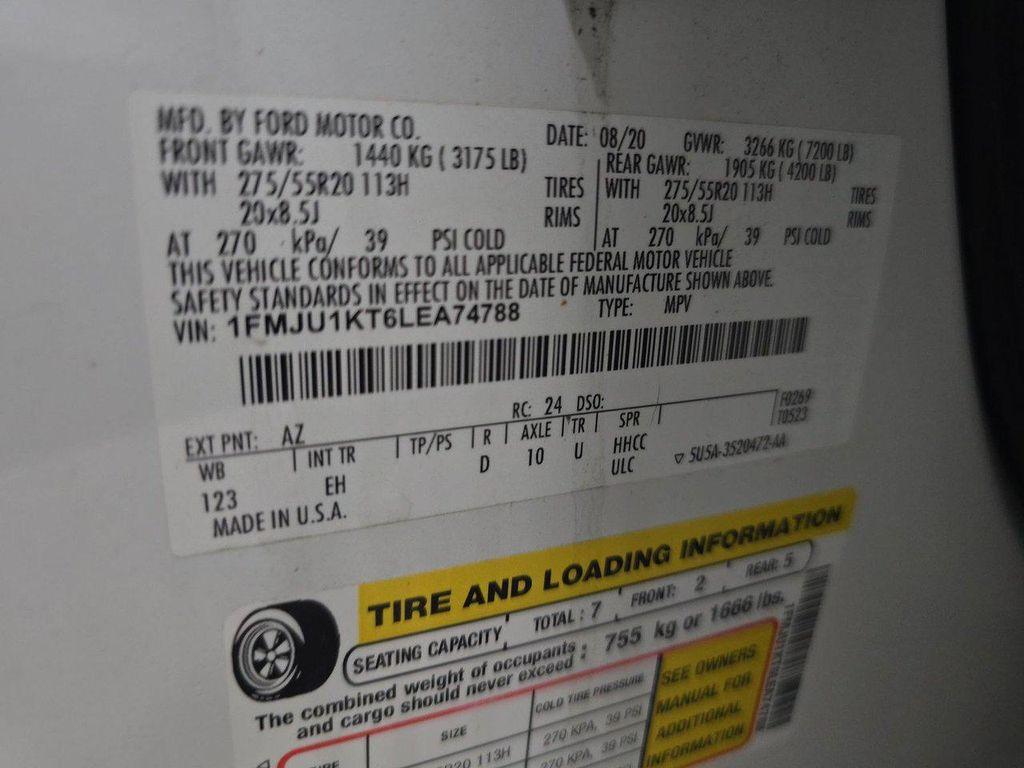 MFD. BY FORD MOTOR CO. DATE: 08/20 GVWR: 3266 KG ( 7200 LB)
FRONT GAWR: 1440 KG ( 3175 LB) REAR GAWR: 1905 KG ( 4200 LB)
WITH 275/55R20 113H TIRES WITH 275/55R20 113H TIRES
20x8.5J RIMS 20x8.5J RIMS
AT 270 kPa/ 39 PSI COLD AT 270 kPa/ 39 PSI COLD
THIS VEHICLE CONFORMS TO ALL APPLICABLE FEDERAL MOTOR VEHICLE
SAFETY STANDARDS IN EFFECT ON THE DATE OF MANUFACTURE SHOWN ABOVE.
VIN: 1FMJU1KT6LEA74788 TYPE: MPV
EXT PNT: AZ RC: 24 DSO: F0269
T0523
WB INT TR TP/PS R AXLE TR SPR
123 EH D 10 U HHCC
ULC
5U5A-3520472-AA
MADE IN U.S.A.
TIRE AND LOADING INFORMATION
SEATING CAPACITY TOTAL: 7 FRONT: 2 REAR: 5
The combined weight of occupants
and cargo should never exceed : 755 kg or 1666 lbs.
SIZE COLD TIRE PRESSURE
113H 270 KPA, 39 PSI
270 KPA, 39 PSI
SEE OWNERS
MANUAL FOR
ADDITIONAL
INFORMATION